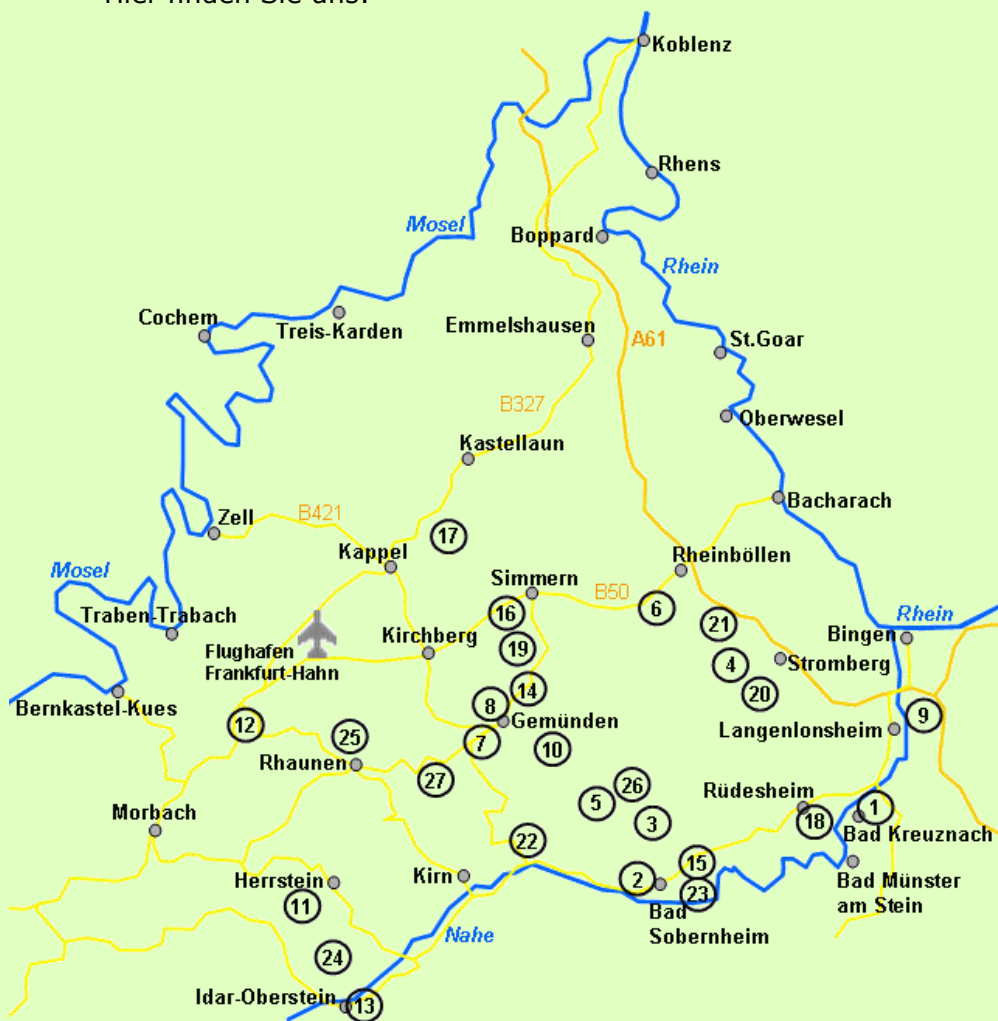 Hier finden Sie uns:
Koblenz
Rhens
Mosel
Boppard
Rhein
Cochem
Treis-Karden
Emmelshausen
A61
St.Goar
B327
Oberwesel
Kastellaun
Bacharach
B421
Zell
17
Kappel
Rheinböllen
Mosel
Simmern
B50
6
16
21
Rhein
Traben-Trabach
Bingen
Kirchberg
19
Flughafen
Frankfurt-Hahn
4
Stromberg
14
20
Bernkastel-Kues
8
12
Gemünden
9
25
7
10
Langenlonsheim
Rhaunen
27
26
5
Rüdesheim
1
Morbach
3
18
Bad Kreuznach
22
15
Herrstein
Kirn
2
23
Bad Münster
am Stein
11
Bad
Sobernheim
Nahe
24
Idar-Oberstein
13